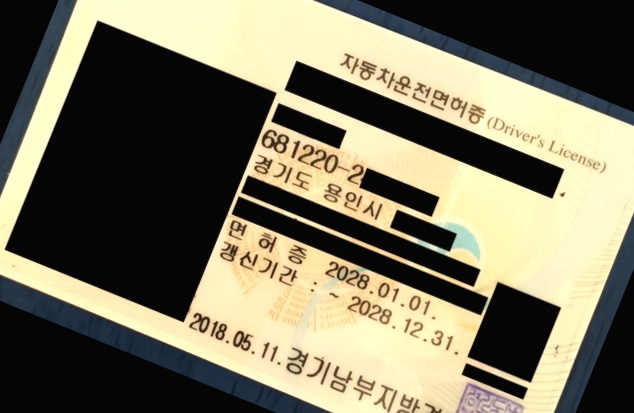 자동차운전면허증 (Driver's License)
681220-2
경기도 용인시
면 허 증 2028.01.01.
갱신기간 : ~ 2028.12.31.
2018.05.11. 경기남부지방